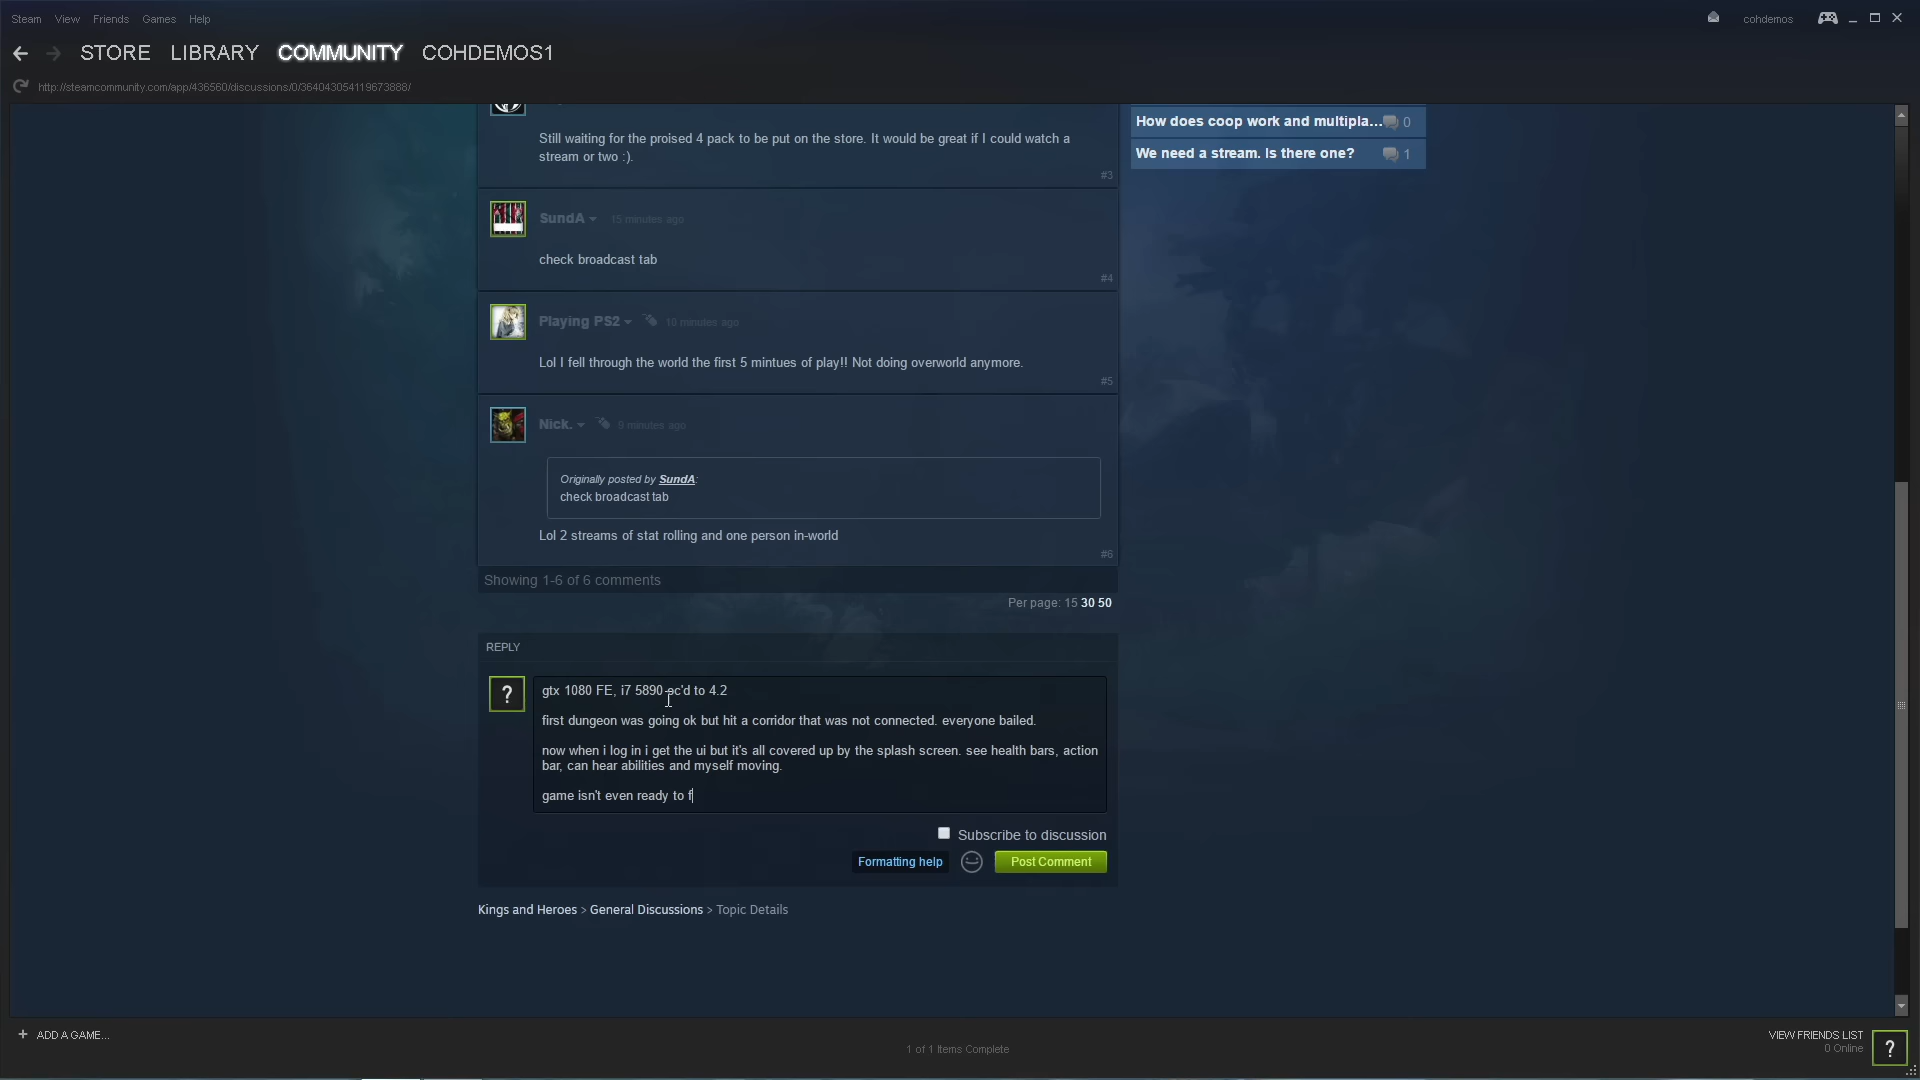 Steam View Friends Games Help
cohdemos
STORE LIBRARY COMMUNITY COHDEMOS1
http://steamcommunity.com/app/436560/discussions/0/364043054119673888/
How does coop work and multipla... 0
We need a stream. Is there one? 1
Still waiting for the proised 4 pack to be put on the store. It would be great if I could watch a
stream or two :).
#3
SundA 15 minutes ago
check broadcast tab
#4
Playing PS2 10 minutes ago
Lol I fell through the world the first 5 mintues of play!! Not doing overworld anymore.
#5
Nick. 9 minutes ago
Originally posted by SundA:
check broadcast tab
Lol 2 streams of stat rolling and one person in-world
#6
Showing 1-6 of 6 comments
Per page: 15 30 50
REPLY
?
gtx 1080 FE, i7 5890 oc'd to 4.2
first dungeon was going ok but hit a corridor that was not connected. everyone bailed.
now when i log in i get the ui but it's all covered up by the splash screen. see health bars, action
bar, can hear abilities and myself moving.
game isn't even ready to f
Subscribe to discussion
Formatting help Post Comment
Kings and Heroes > General Discussions > Topic Details
+ ADD A GAME...
1 of 1 Items Complete
VIEW FRIENDS LIST
0 Online
?